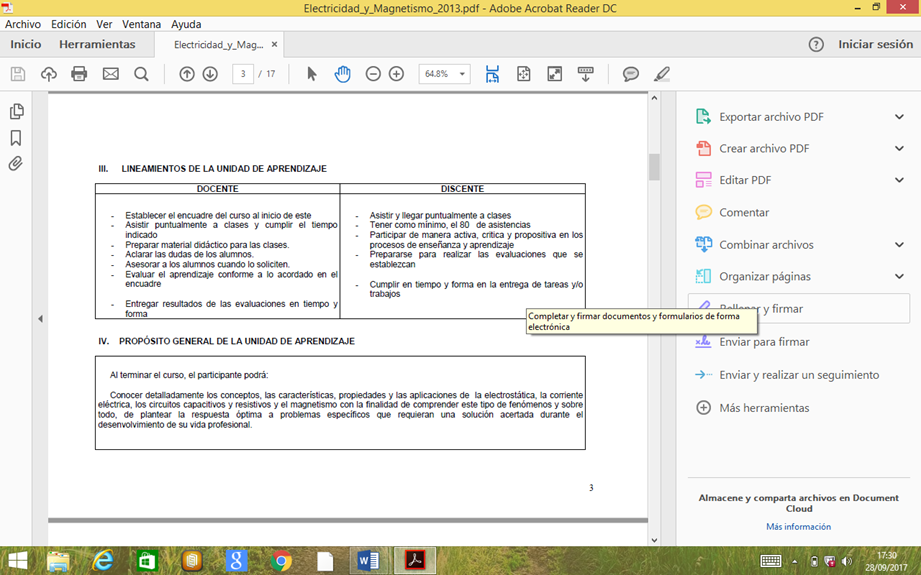 Electricidad_y_Magnetismo_2013.pdf - Adobe Acrobat Reader DC
Archivo Edición Ver Ventana Ayuda
Inicio Herramientas Electricidad_y_Mag... × Iniciar sesión
3 / 17 64.8%
III. LINEAMIENTOS DE LA UNIDAD DE APRENDIZAJE
DOCENTE
- Establecer el encuadre del curso al inicio de este
- Asistir puntualmente a clases y cumplir el tiempo
indicado
- Preparar material didáctico para las clases.
- Aclarar las dudas de los alumnos.
- Asesorar a los alumnos cuando lo soliciten.
- Evaluar el aprendizaje conforme a lo acordado en el
encuadre
- Entregar resultados de las evaluaciones en tiempo y
forma
DISCENTE
- Asistir y llegar puntualmente a clases
- Tener como mínimo, el 80 de asistencias
- Participar de manera activa, critica y propositiva en los
procesos de enseñanza y aprendizaje
- Prepararse para realizar las evaluaciones que se
establezcan
- Cumplir en tiempo y forma en la entrega de tareas y/o
trabajos
IV. PROPÓSITO GENERAL DE LA UNIDAD DE APRENDIZAJE
Al terminar el curso, el participante podrá:
Conocer detalladamente los conceptos, las características, propiedades y las aplicaciones de la electrostática, la corriente
eléctrica, los circuitos capacitivos y resistivos y el magnetismo con la finalidad de comprender este tipo de fenómenos y sobre
todo, de plantear la respuesta óptima a problemas específicos que requieran una solución acertada durante el
desenvolvimiento de su vida profesional.
3
Exportar archivo PDF
Crear archivo PDF
Editar PDF
Comentar
Combinar archivos
Organizar páginas
y firmar
Completar y firmar documentos y formularios de forma
electrónica
Enviar para firmar
Enviar y realizar un seguimiento
Más herramientas
Almacene y comparta archivos en Document
Cloud
Más información
17:30
28/09/2017